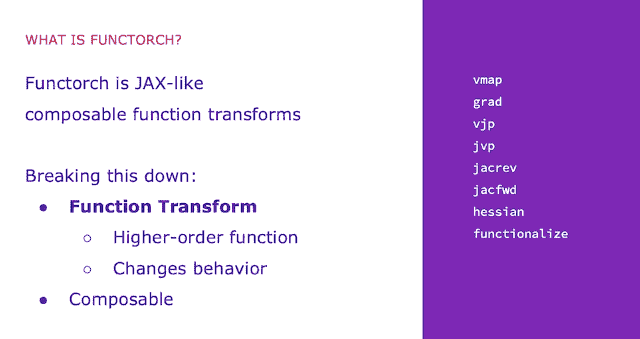 WHAT IS FUNCTORCH?
Functorch is JAX-like
composable function transforms
Breaking this down:
● Function Transform
○ Higher-order function
○ Changes behavior
● Composable
vmap
grad
vjp
jvp
jacrev
jacfwd
hessian
functionalize